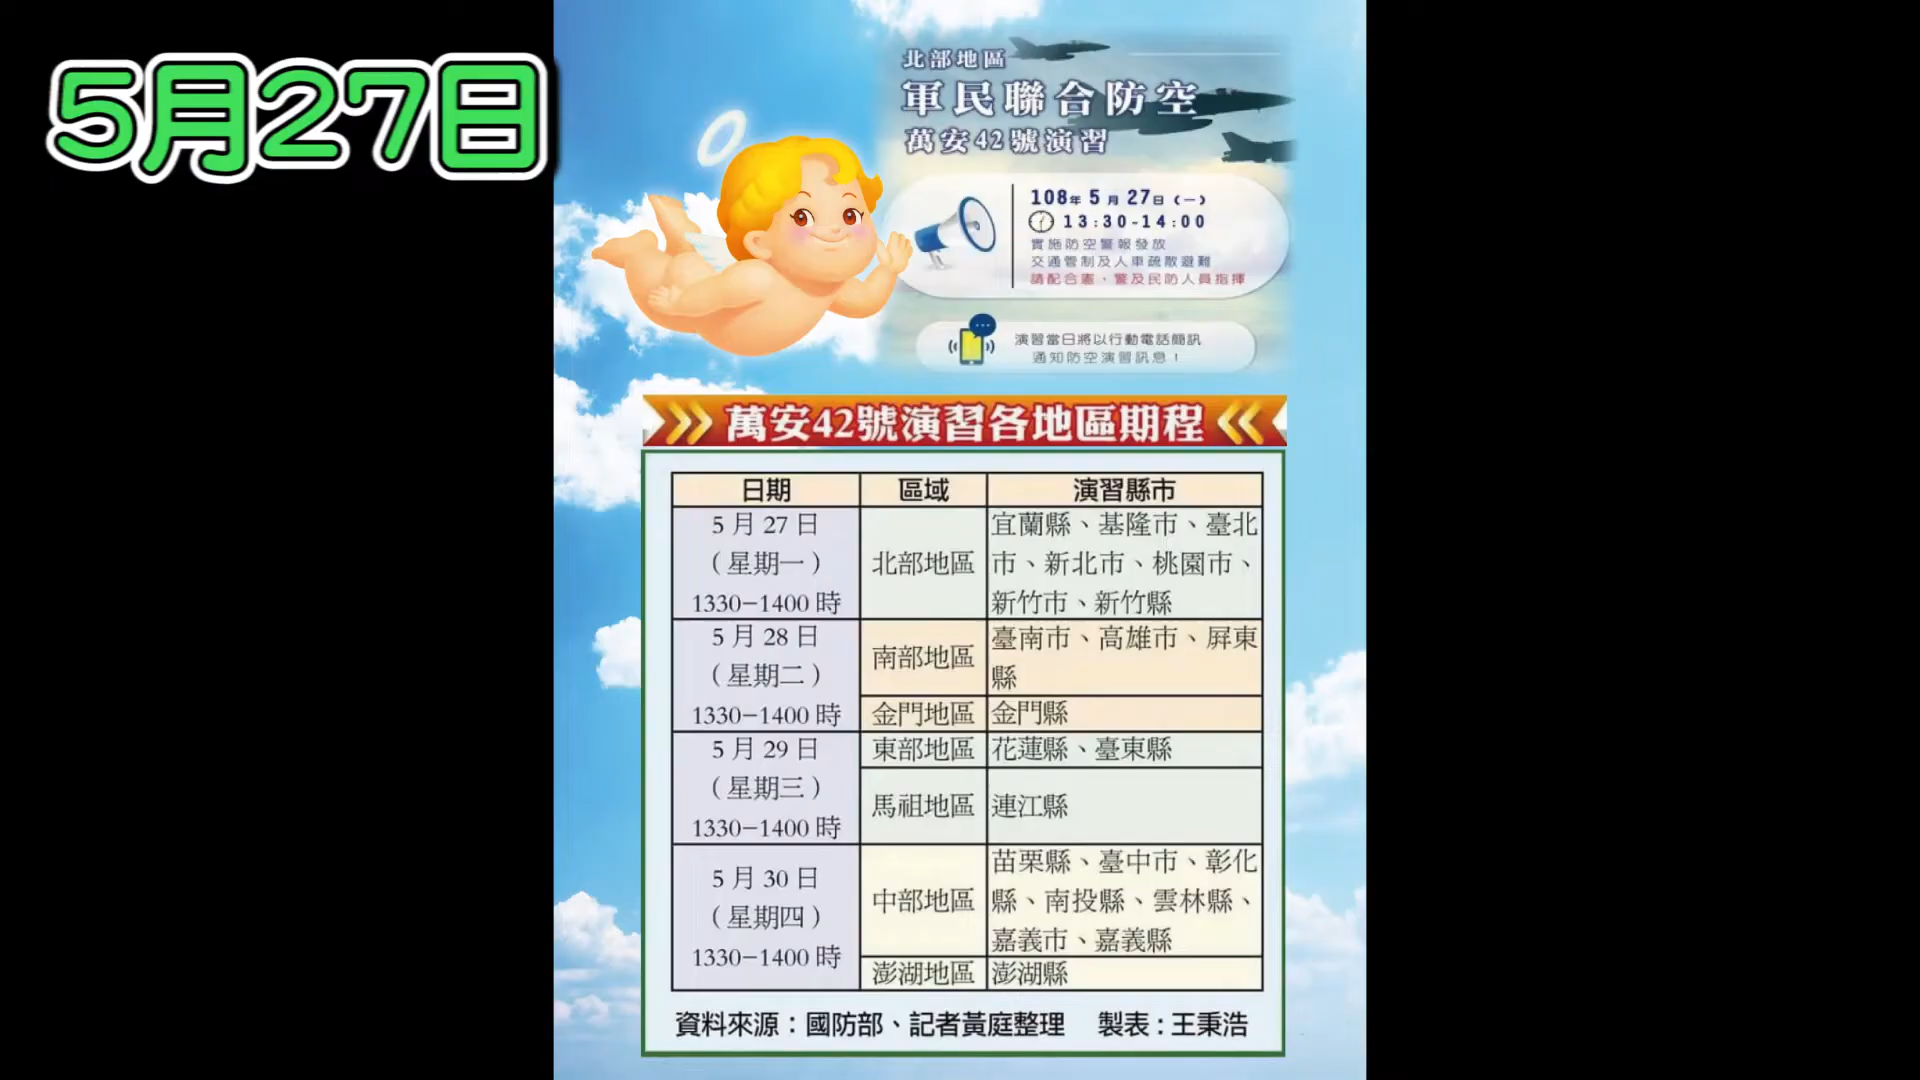 5月27日
北部地區
軍民聯合防空
萬安42號演習
108年5月27日(一)
13:30-14:00
實施防空警報發放
交通管制及人車疏散避難
請配合憲、警及民防人員指揮
演習當日將以行動電話簡訊
通知防空演習訊息！
萬安42號演習各地區期程
日期 區域 演習縣市
5月27日
（星期一）
1330-1400時
北部地區
宜蘭縣、基隆市、臺北
市、新北市、桃園市、
新竹市、新竹縣
5月28日
（星期二）
1330-1400時
南部地區
臺南市、高雄市、屏東
縣
金門地區 金門縣
5月29日
（星期三）
1330-1400時
東部地區 花蓮縣、臺東縣
馬祖地區 連江縣
5月30日
（星期四）
1330-1400時
中部地區
苗栗縣、臺中市、彰化
縣、南投縣、雲林縣、
嘉義市、嘉義縣
澎湖地區 澎湖縣
資料來源：國防部、記者黃庭整理 製表：王秉浩